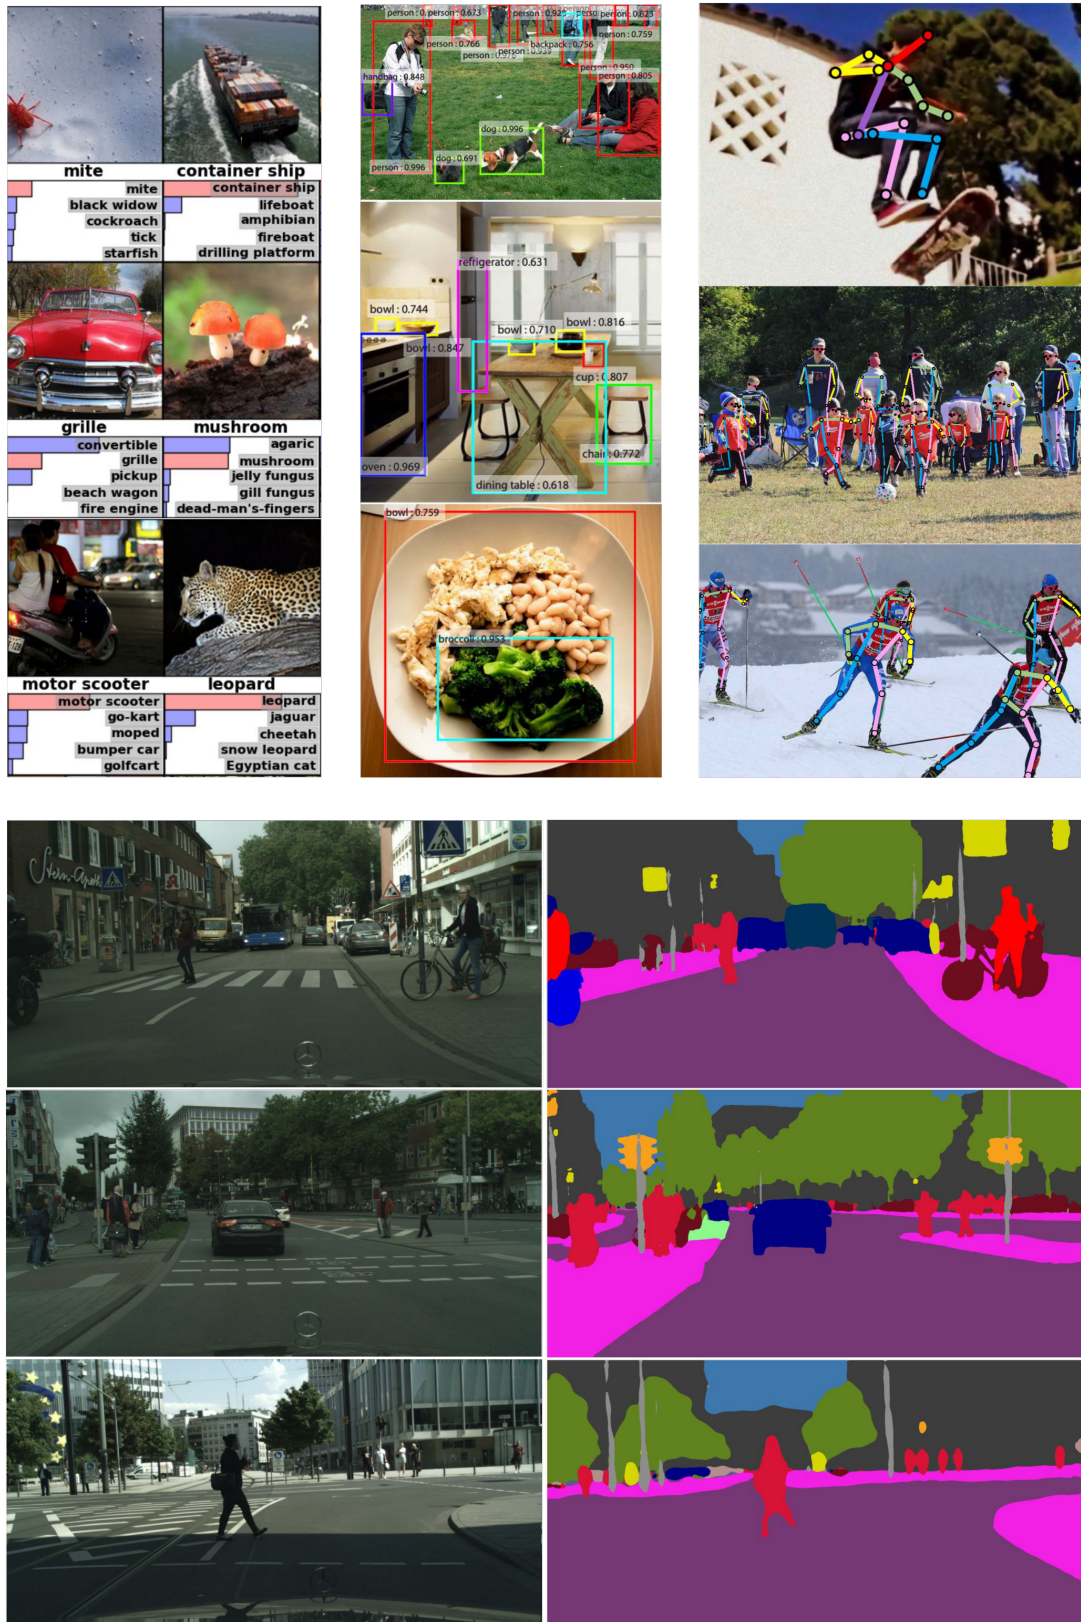 mite
container ship
mite
black widow
cockroach
tick
starfish
container ship
lifeboat
amphibian
fireboat
drilling platform
grille
mushroom
convertible
grille
pickup
beach wagon
fire engine
agaric
mushroom
jelly fungus
gill fungus
dead-man's-fingers
motor scooter
leopard
motor scooter
go-kart
moped
bumper car
golfcart
leopard
jaguar
cheetah
snow leopard
Egyptian cat
person : 0.766
backpack : 0.756
handbag : 0.848
person : 0.950
person : 0.805
dog : 0.996
dog : 0.691
person : 0.996
refrigerator : 0.631
bowl : 0.744
bowl : 0.816
bowl : 0.710
bowl : 0.847
cup : 0.807
chair : 0.772
oven : 0.969
dining table : 0.618
bowl : 0.759
broccoli : 0.953
Stern-Apoth